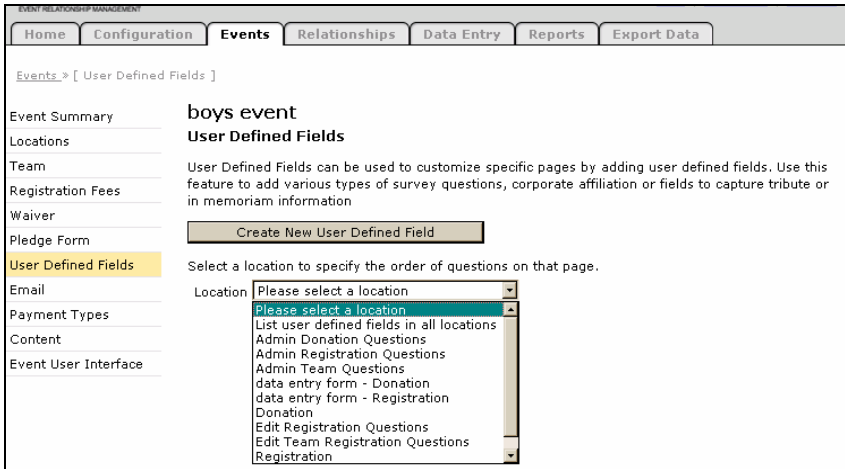 EVENT RELATIONSHIP MANAGEMENT
Home Configuration Events Relationships Data Entry Reports Export Data
Events » [ User Defined Fields ]
Event Summary
Locations
Team
Registration Fees
Waiver
Pledge Form
User Defined Fields
Email
Payment Types
Content
Event User Interface
boys event
User Defined Fields
User Defined Fields can be used to customize specific pages by adding user defined fields. Use this
feature to add various types of survey questions, corporate affiliation or fields to capture tribute or
in memoriam information
Create New User Defined Field
Select a location to specify the order of questions on that page.
Location Please select a location
Please select a location
List user defined fields in all locations
Admin Donation Questions
Admin Registration Questions
Admin Team Questions
data entry form - Donation
data entry form - Registration
Donation
Edit Registration Questions
Edit Team Registration Questions
Registration